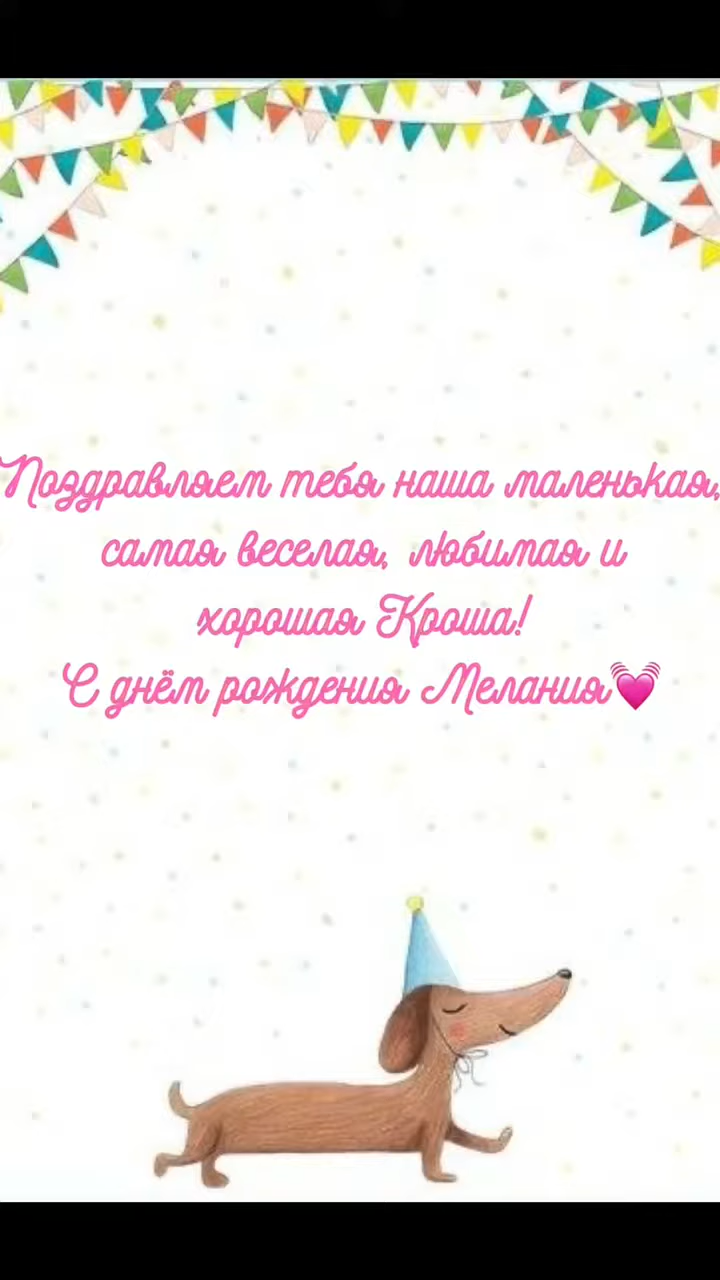 Поздравляем тебя наша маленькая,
самая веселая, любимая и
хорошая Кроша!
С днём рождения Мелания💓